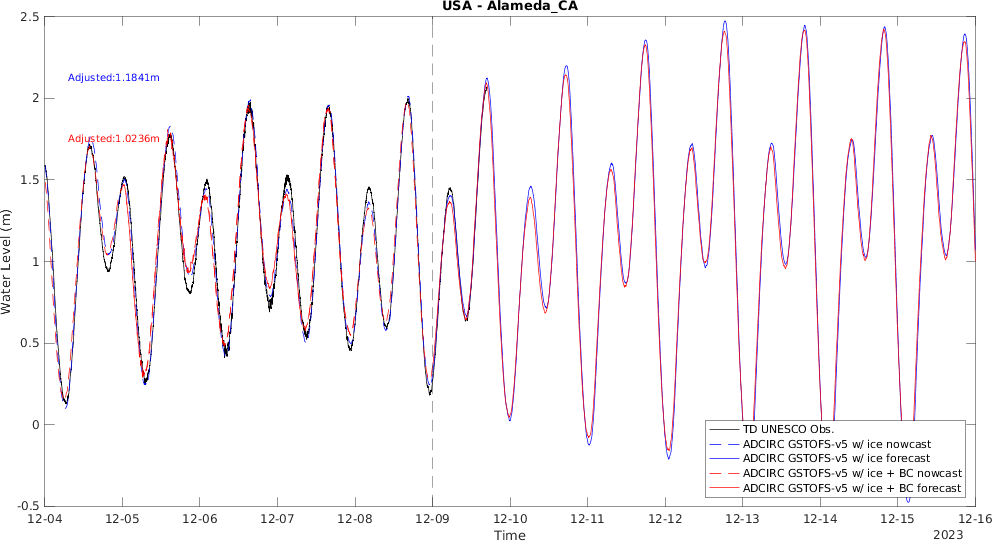 USA - Alameda_CA
2.5
2
1.5
1
0.5
0
-0.5
Water Level (m)
Adjusted:1.1841m
Adjusted:1.0236m
TD UNESCO Obs.
ADCIRC GSTOFS-v5 w/ ice nowcast
ADCIRC GSTOFS-v5 w/ ice forecast
ADCIRC GSTOFS-v5 w/ ice + BC nowcast
ADCIRC GSTOFS-v5 w/ ice + BC forecast
12-04 12-05 12-06 12-07 12-08 12-09 12-10 12-11 12-12 12-13 12-14 12-15 12-16
Time
2023